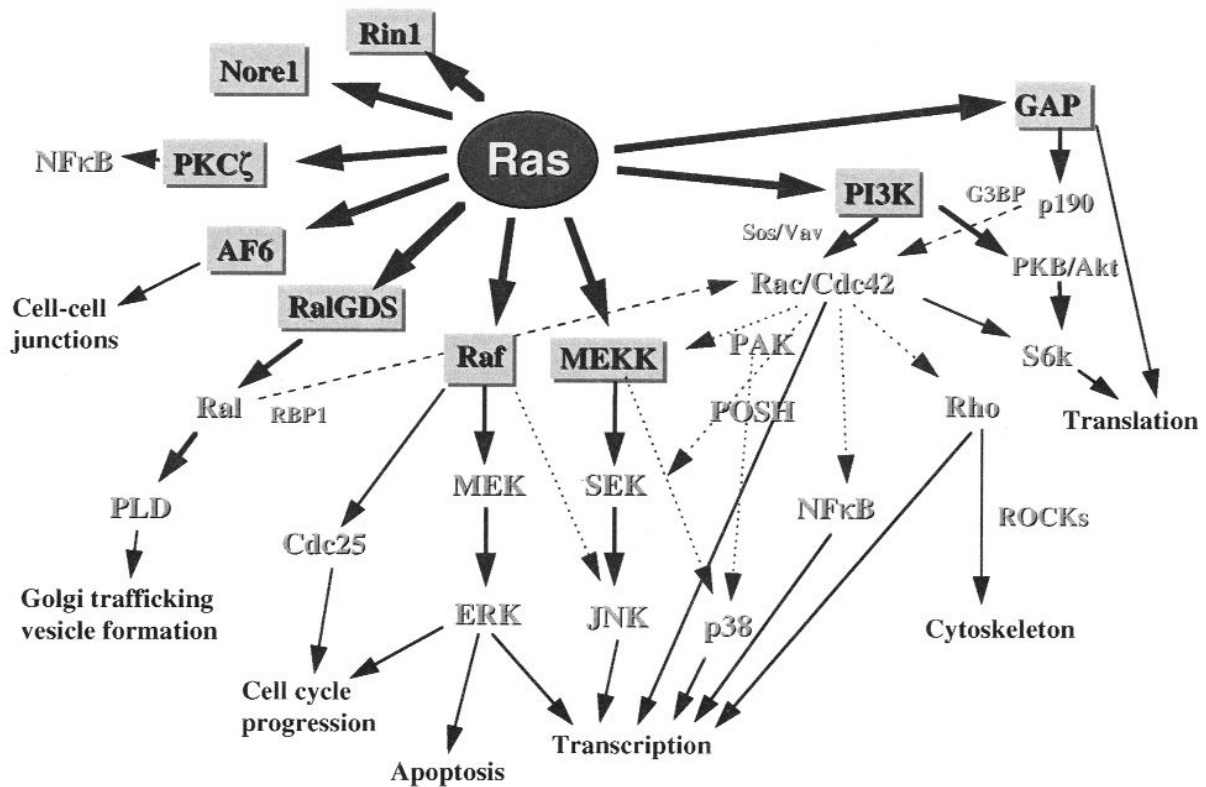 Rin1
Nore1
GAP
Ras
NFκB
PKCζ
PI3K
G3BP
p190
Sos/Vav
AF6
PKB/Akt
Rac/Cdc42
Cell-cell
junctions
RalGDS
Raf
MEKK
PAK
S6k
Ral
RBP1
POSH
Rho
Translation
MEK
SEK
PLD
NFκB
ROCKs
Cdc25
Golgi trafficking
vesicle formation
ERK
JNK
p38
Cytoskeleton
Cell cycle
progression
Transcription
Apoptosis